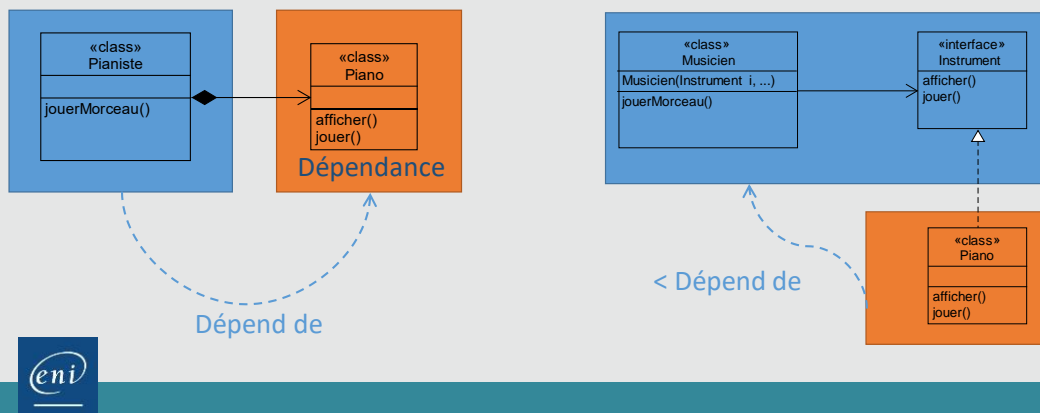 «class»
Pianiste
jouerMorceau()
«class»
Piano
afficher()
jouer()
Dépendance
Dépend de
«class»
Musicien
Musicien(Instrument i, ...)
jouerMorceau()
«interface»
Instrument
afficher()
jouer()
< Dépend de
«class»
Piano
afficher()
jouer()
eni